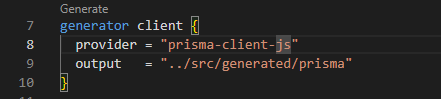 Generate
7 generator client {
8 provider = "prisma-client-js"
9 output = "../src/generated/prisma"
10 }